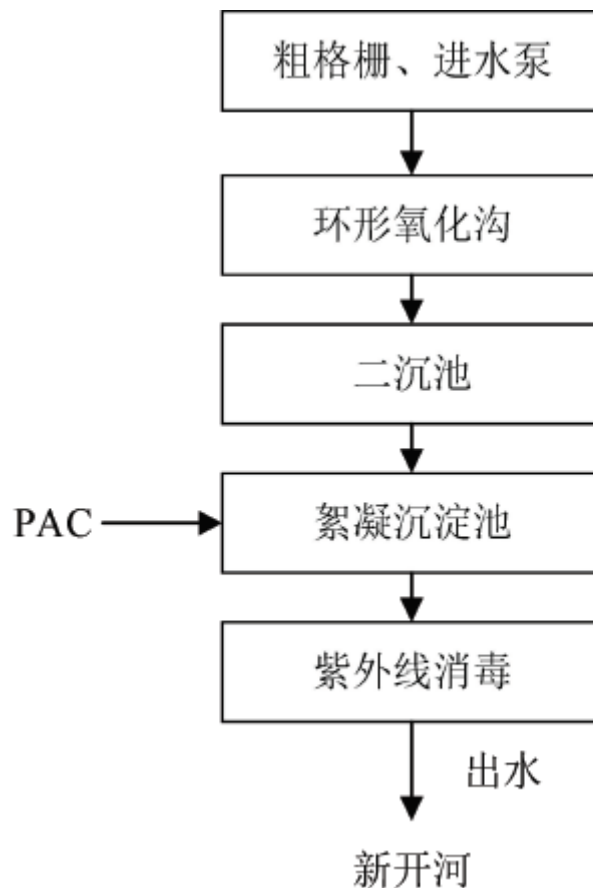 粗格栅、进水泵
环形氧化沟
二沉池
PAC
絮凝沉淀池
紫外线消毒
出水
新开河